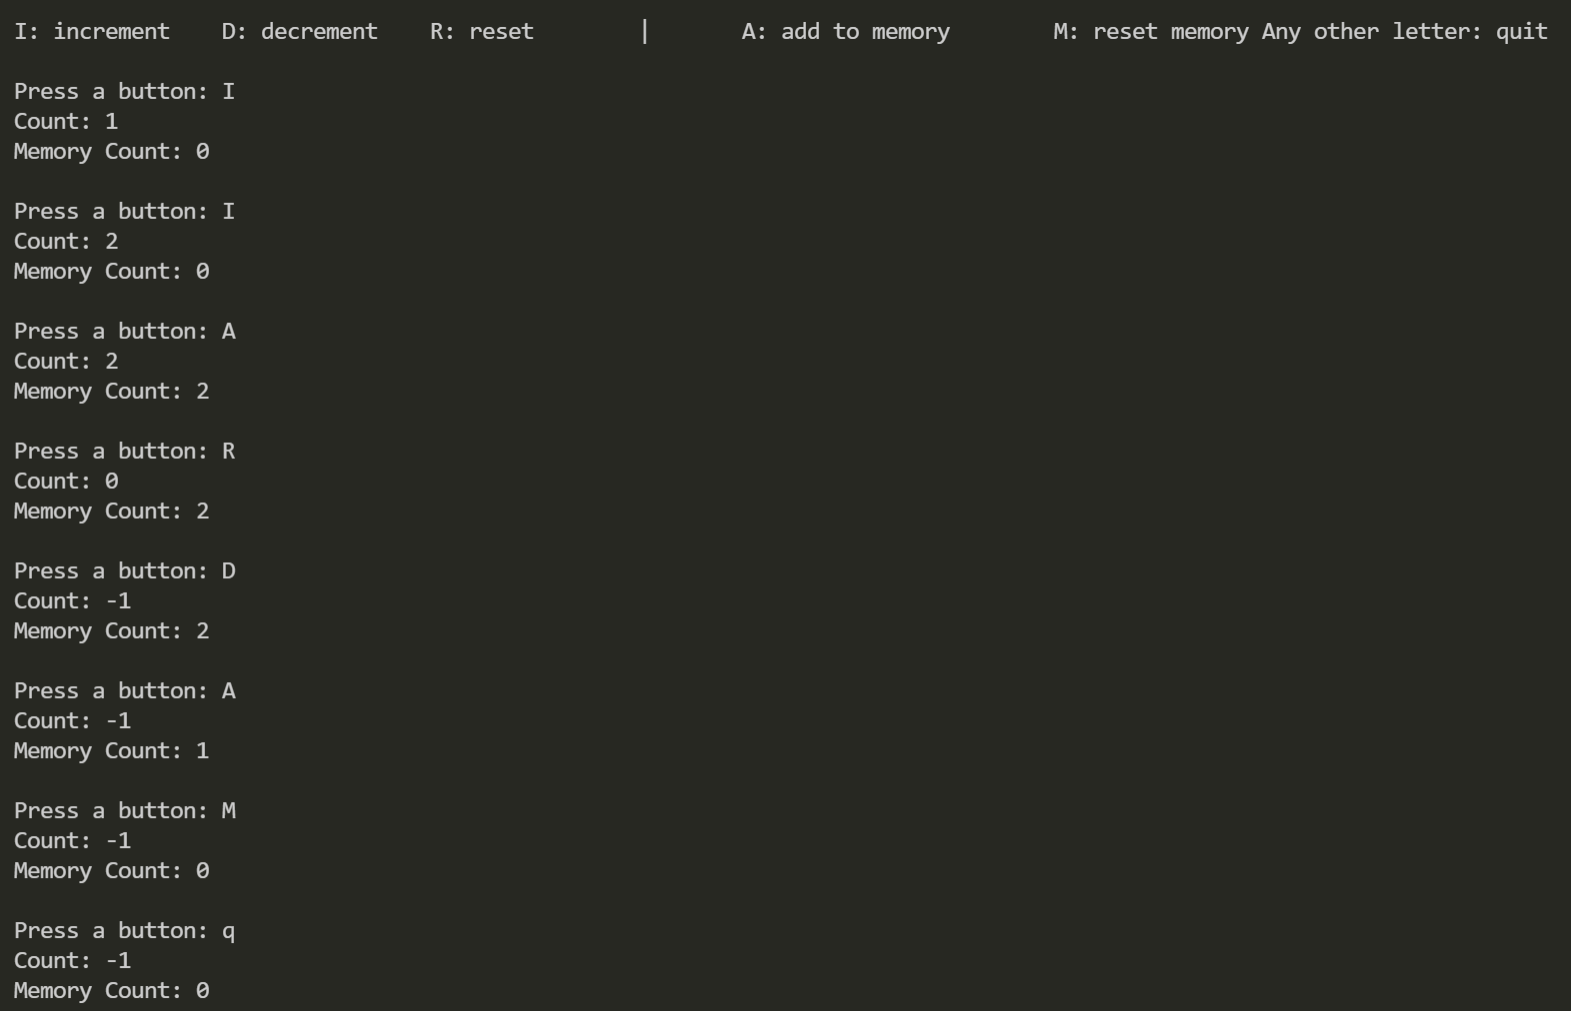 I: increment    D: decrement    R: reset        |       A: add to memory        M: reset memory Any other letter: quit
Press a button: I
Count: 1
Memory Count: 0
Press a button: I
Count: 2
Memory Count: 0
Press a button: A
Count: 2
Memory Count: 2
Press a button: R
Count: 0
Memory Count: 2
Press a button: D
Count: -1
Memory Count: 2
Press a button: A
Count: -1
Memory Count: 1
Press a button: M
Count: -1
Memory Count: 0
Press a button: q
Count: -1
Memory Count: 0